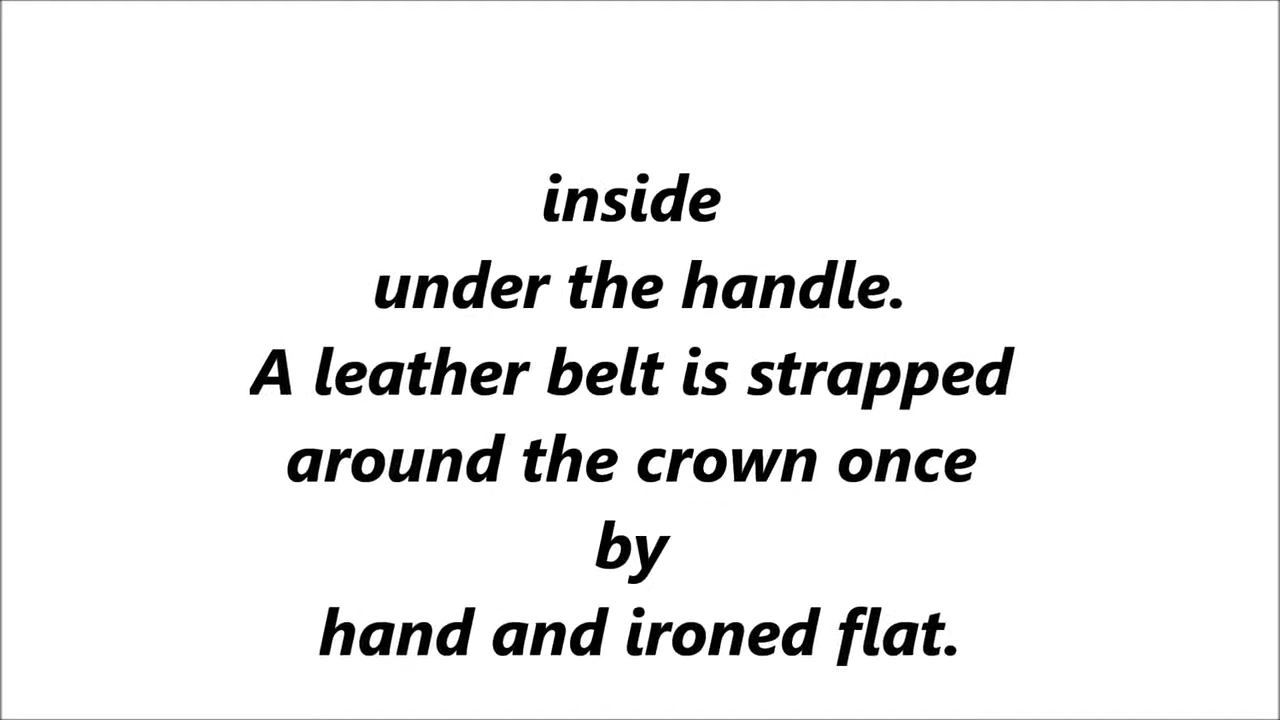 inside
under the handle.
A leather belt is strapped
around the crown once
by
hand and ironed flat.